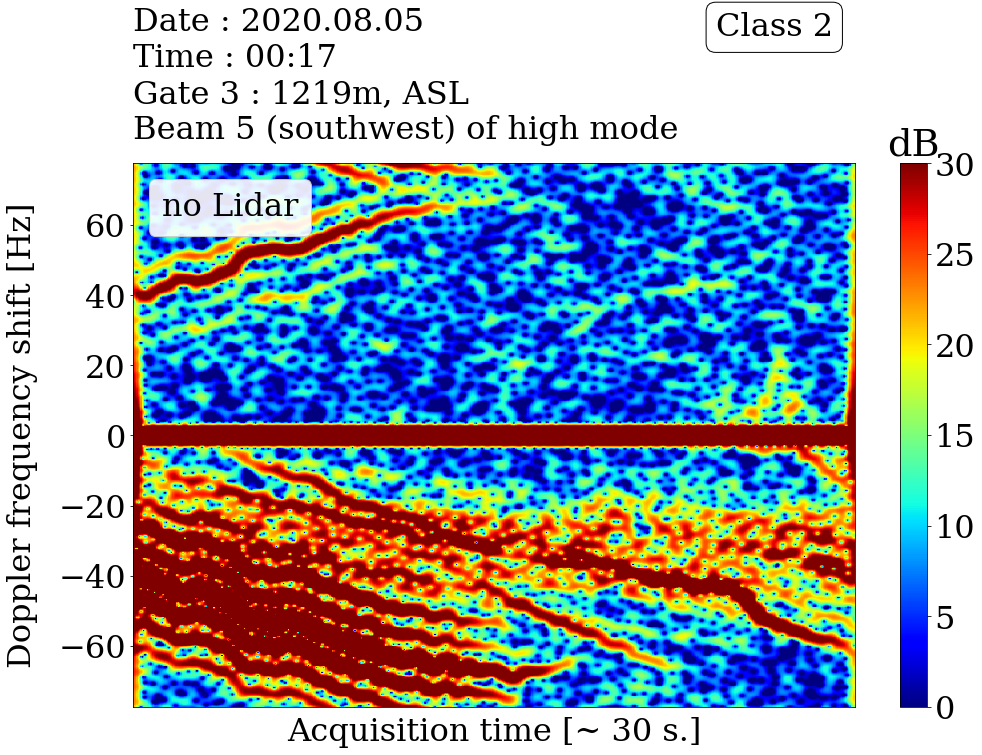 Date : 2020.08.05
Time : 00:17
Gate 3 : 1219m, ASL
Beam 5 (southwest) of high mode
Class 2
dB
no Lidar
Doppler frequency shift [Hz]
60
40
20
0
−20
−40
−60
Acquisition time [~ 30 s.]
30
25
20
15
10
5
0